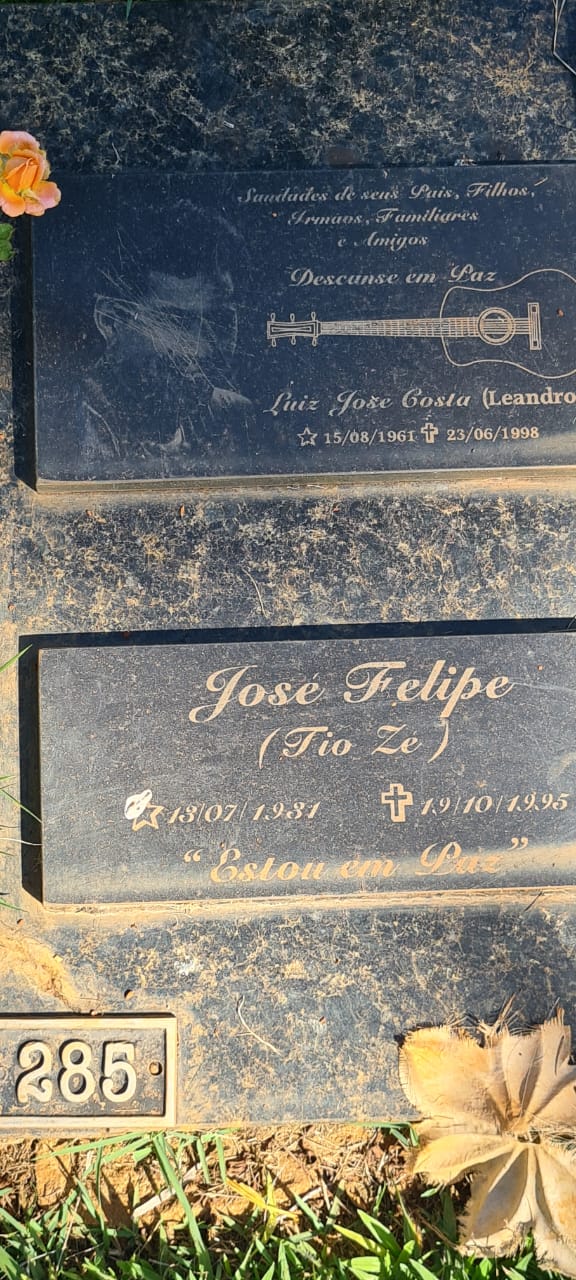 Saudades de seus Pais, Filhos,
Irmãos, Familiares
e Amigos
Descanse em Paz
Luiz Jose Costa (Leandro
15/08/1961 23/06/1998
José Felipe
(Tio Ze)
13/07/1931 19/10/1995
“Estou em Paz”
285